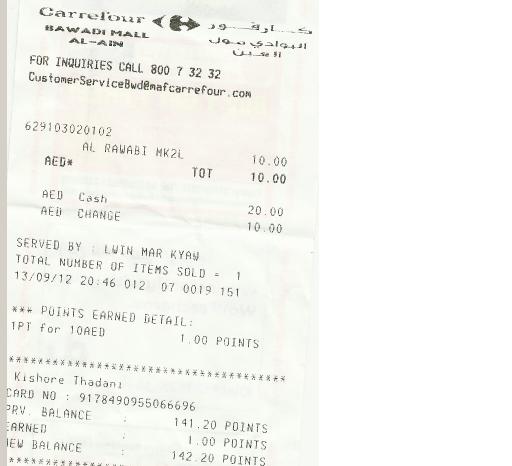 Carrefour كارفور
BAWADI MALL البوادي مول
AL-AIN العين
FOR INQUIRIES CALL 800 7 32 32
CustomerServiceBwd@mafcarrefour.com
629103020102
AL RAWABI MK2L 10.00
AED* TOT 10.00
AED Cash 20.00
AED CHANGE 10.00
SERVED BY : LWIN MAR KYAW
TOTAL NUMBER OF ITEMS SOLD = 1
13/09/12 20:46 012 07 0019 151
*** POINTS EARNED DETAIL:
1PT for 10AED 1.00 POINTS
**************************************
Kishore Thadani
CARD NO : 9178490955066696
PRV. BALANCE : 141.20 POINTS
EARNED : 1.00 POINTS
NEW BALANCE : 142.20 POINTS
**************************************